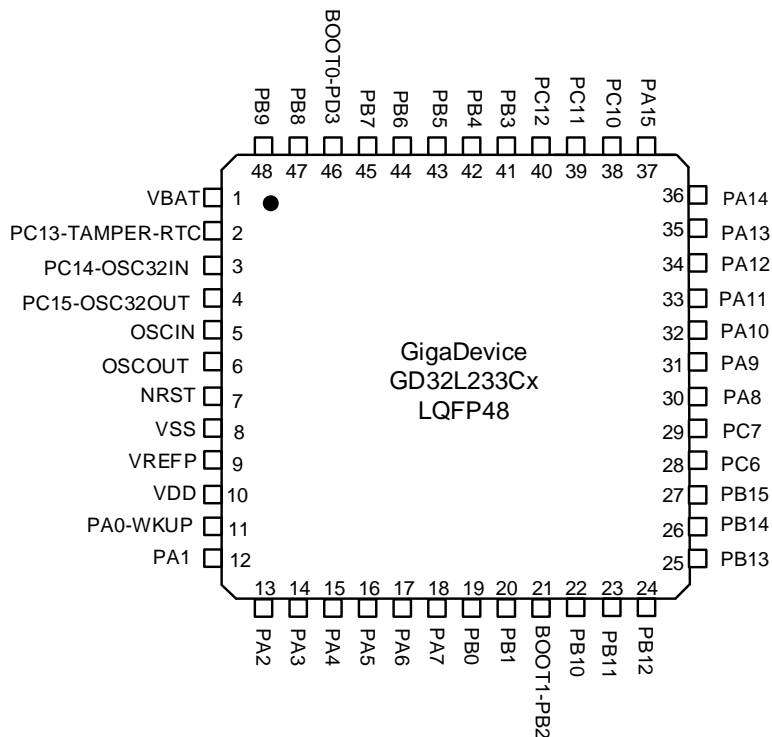 BOOT0-PD3
PB9
PB8
PB7
PB6
PB5
PB4
PB3
PC12
PC11
PC10
PA15
48
47
46
45
44
43
42
41
40
39
38
37
VBAT
1
PC13-TAMPER-RTC
2
PC14-OSC32IN
3
PC15-OSC32OUT
4
OSCIN
5
OSCOUT
6
NRST
7
VSS
8
VREFP
9
VDD
10
PA0-WKUP
11
PA1
12
GigaDevice
GD32L233Cx
LQFP48
36
PA14
35
PA13
34
PA12
33
PA11
32
PA10
31
PA9
30
PA8
29
PC7
28
PC6
27
PB15
26
PB14
25
PB13
13
14
15
16
17
18
19
20
21
22
23
24
PA2
PA3
PA4
PA5
PA6
PA7
PB0
PB1
BOOT1-PB2
PB10
PB11
PB12